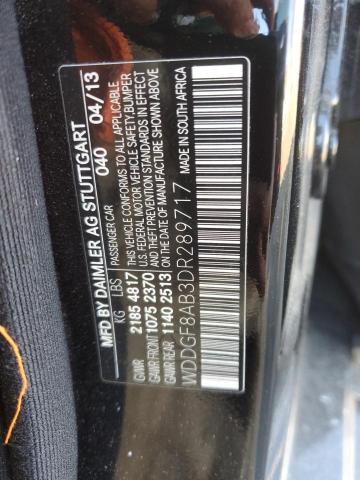 MFD BY DAIMLER AG STUTTGART
040 04/13
PASSENGER CAR
KG LBS
GVWR 2185 4817
GAWR FRONT 1075 2370
GAWR REAR 1140 2513
THIS VEHICLE CONFORMS TO ALL APPLICABLE
U.S. FEDERAL MOTOR VEHICLE SAFETY, BUMPER
AND THEFT PREVENTION STANDARDS IN EFFECT
ON THE DATE OF MANUFACTURE SHOWN ABOVE
MADE IN SOUTH AFRICA
WDDGF8AB3DR289717